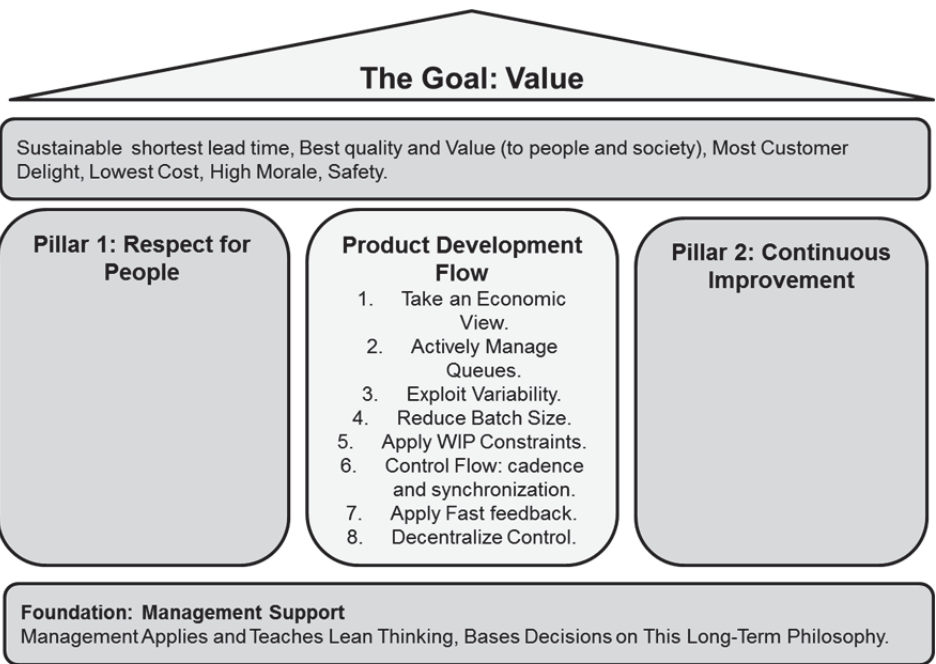 The Goal: Value
Sustainable shortest lead time, Best quality and Value (to people and society), Most Customer
Delight, Lowest Cost, High Morale, Safety.
Pillar 1: Respect for
People
Product Development
Flow
1. Take an Economic
View.
2. Actively Manage
Queues.
3. Exploit Variability.
4. Reduce Batch Size.
5. Apply WIP Constraints.
6. Control Flow: cadence
and synchronization.
7. Apply Fast feedback.
8. Decentralize Control.
Pillar 2: Continuous
Improvement
Foundation: Management Support
Management Applies and Teaches Lean Thinking, Bases Decisions on This Long-Term Philosophy.